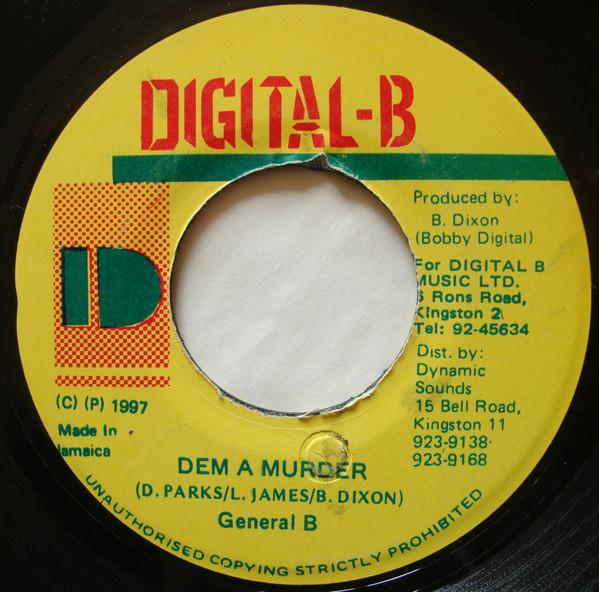 DIGITAL-B
D
Produced by:
B. Dixon
(Bobby Digital)
For DIGITAL B
MUSIC LTD.
6 Rons Road,
Kingston 2
Tel: 92-45634
Dist. by:
Dynamic
Sounds
15 Bell Road,
Kingston 11
923-9138
923-9168
(C) (P) 1997
Made In
Jamaica
DEM A MURDER
(D. PARKS/L. JAMES/B. DIXON)
General B
UNAUTHORISED COPYING STRICTLY PROHIBITED